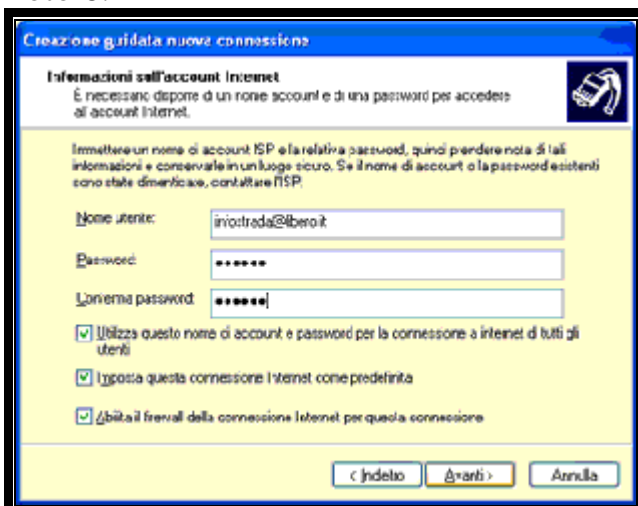 Creazione guidata nuova connessione
Informazioni sull'account Internet
È necessario disporre di un nome account e di una password per accedere
all'account Internet.
Immettere un nome di account ISP e la relativa password, quindi prendere nota di tali
informazioni e conservarle in un luogo sicuro. Se il nome di account o la password esistenti
sono state dimenticate, contattare l'ISP.
Nome utente:
@libero.it
Password:
••••••
Conferma password:
••••••
Utilizza questo nome di account e password per la connessione a internet di tutti gli
utenti
Imposta questa connessione Internet come predefinita
Abilita il firewall della connessione Internet per questa connessione
< Indietro
Avanti >
Annulla